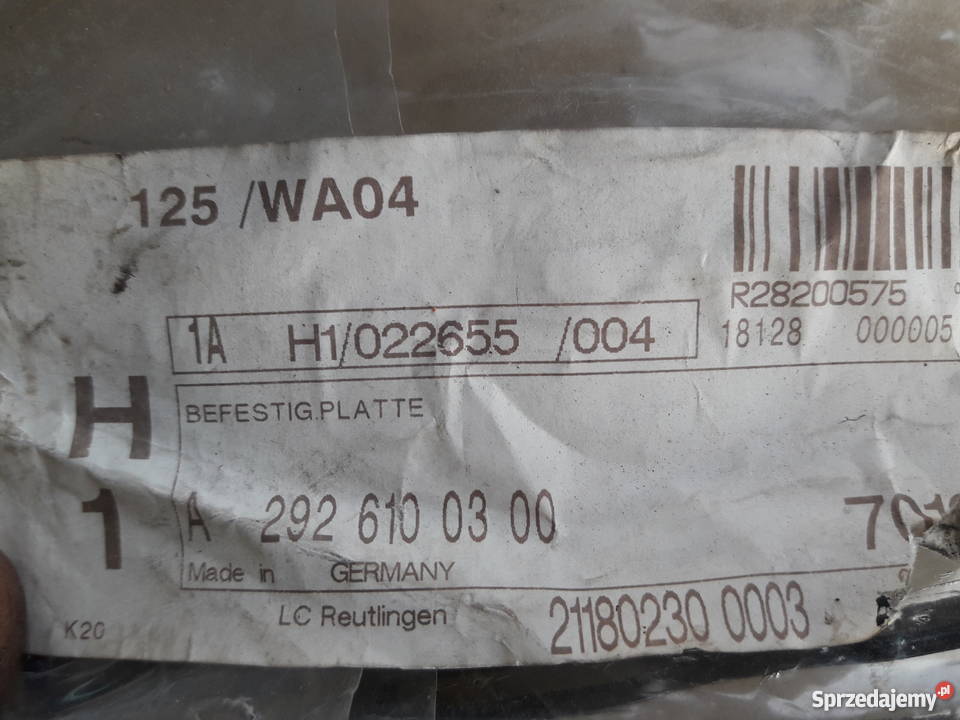 125 /WA04
R28200575
18128 000005
1A H1/022655 /004
H
1
BEFESTIG.PLATTE
A 292 610 03 00
Made in GERMANY
LC Reutlingen
21180230 0003
K20
Sprzedajemy.pl